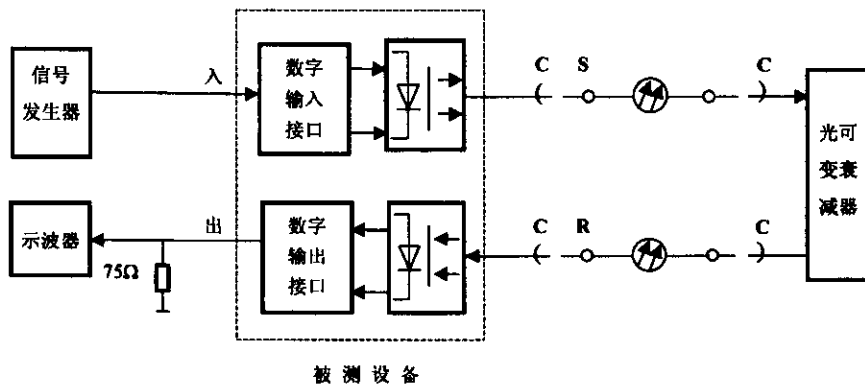 信号
发生器
入
数字
输入
接口
C
S
C
光可
变衰
减器
示波器
75Ω
出
数字
输出
接口
C
R
C
被测设备